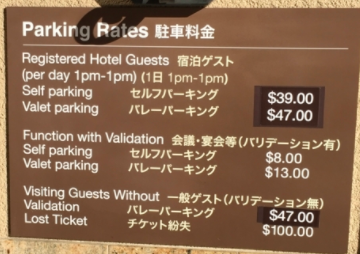 Parking Rates 駐車料金
Registered Hotel Guests 宿泊ゲスト
(per day 1pm-1pm) (1日 1pm-1pm)
Self parking セルフパーキング $39.00
Valet parking バレーパーキング $47.00
Function with Validation 会議・宴会等(バリデーション有)
Self parking セルフパーキング $8.00
Valet parking バレーパーキング $13.00
Visiting Guests Without 一般ゲスト(バリデーション無)
Validation バレーパーキング $47.00
Lost Ticket チケット紛失 $100.00